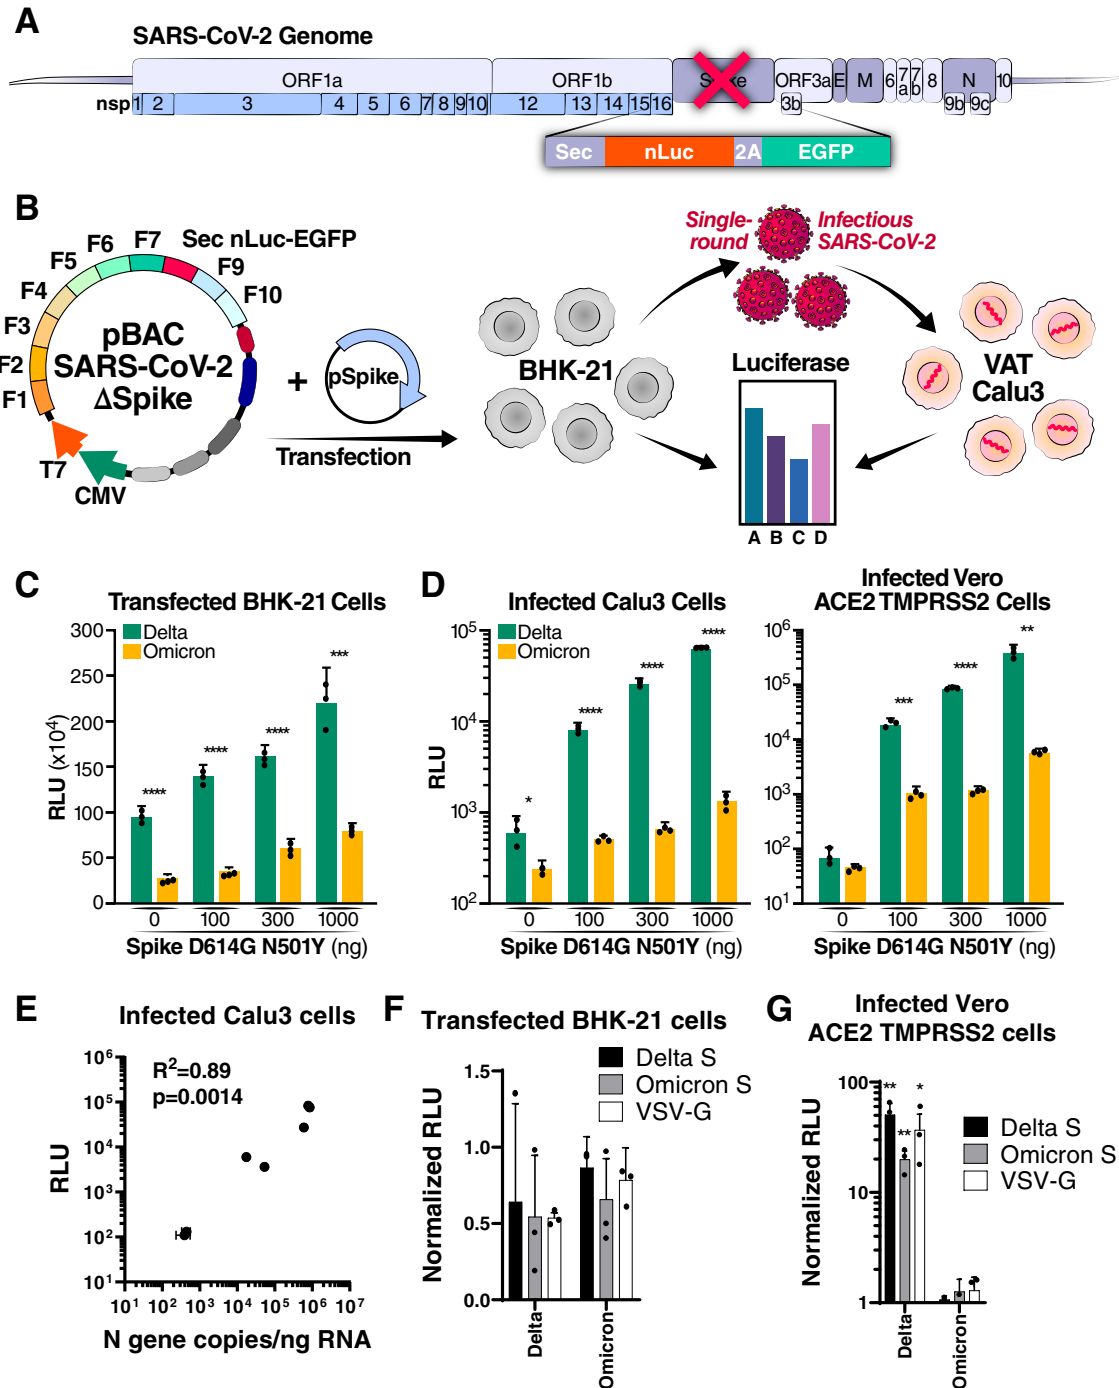 A
SARS-CoV-2 Genome
ORF1a
ORF1b
Spike
ORF3a
E
M
6
7a
7b
8
N
10
nsp
1
2
3
4
5
6
7
8
9
10
12
13
14
15
16
3b
9b
9c
Sec
nLuc
2A
EGFP
B
F1
F2
F3
F4
F5
F6
F7
Sec nLuc-EGFP
F9
F10
pBAC
SARS-CoV-2
ΔSpike
T7
CMV
+
pSpike
Transfection
BHK-21
Single-round
Infectious
SARS-CoV-2
VAT
Calu3
Luciferase
A B C D
C
Transfected BHK-21 Cells
Delta
Omicron
RLU (x10⁴)
300
250
200
150
100
50
0
****
****
****
***
0 100 300 1000
Spike D614G N501Y (ng)
D
Infected Calu3 Cells
Delta
Omicron
RLU
10⁵
10⁴
10³
10²
*
****
****
****
0 100 300 1000
Spike D614G N501Y (ng)
Infected Vero
ACE2 TMPRSS2 Cells
10⁶
10⁵
10⁴
10³
10²
10¹
***
****
**
0 100 300 1000
Spike D614G N501Y (ng)
E
Infected Calu3 cells
R²=0.89
p=0.0014
RLU
10⁶
10⁵
10⁴
10³
10²
10¹
10¹ 10² 10³ 10⁴ 10⁵ 10⁶ 10⁷
N gene copies/ng RNA
F
Transfected BHK-21 cells
Delta S
Omicron S
VSV-G
Normalized RLU
1.5
1.0
0.5
0.0
Delta
Omicron
G
Infected Vero
ACE2 TMPRSS2 cells
Delta S
Omicron S
VSV-G
Normalized RLU
100
10
1
**
**
*
Delta
Omicron